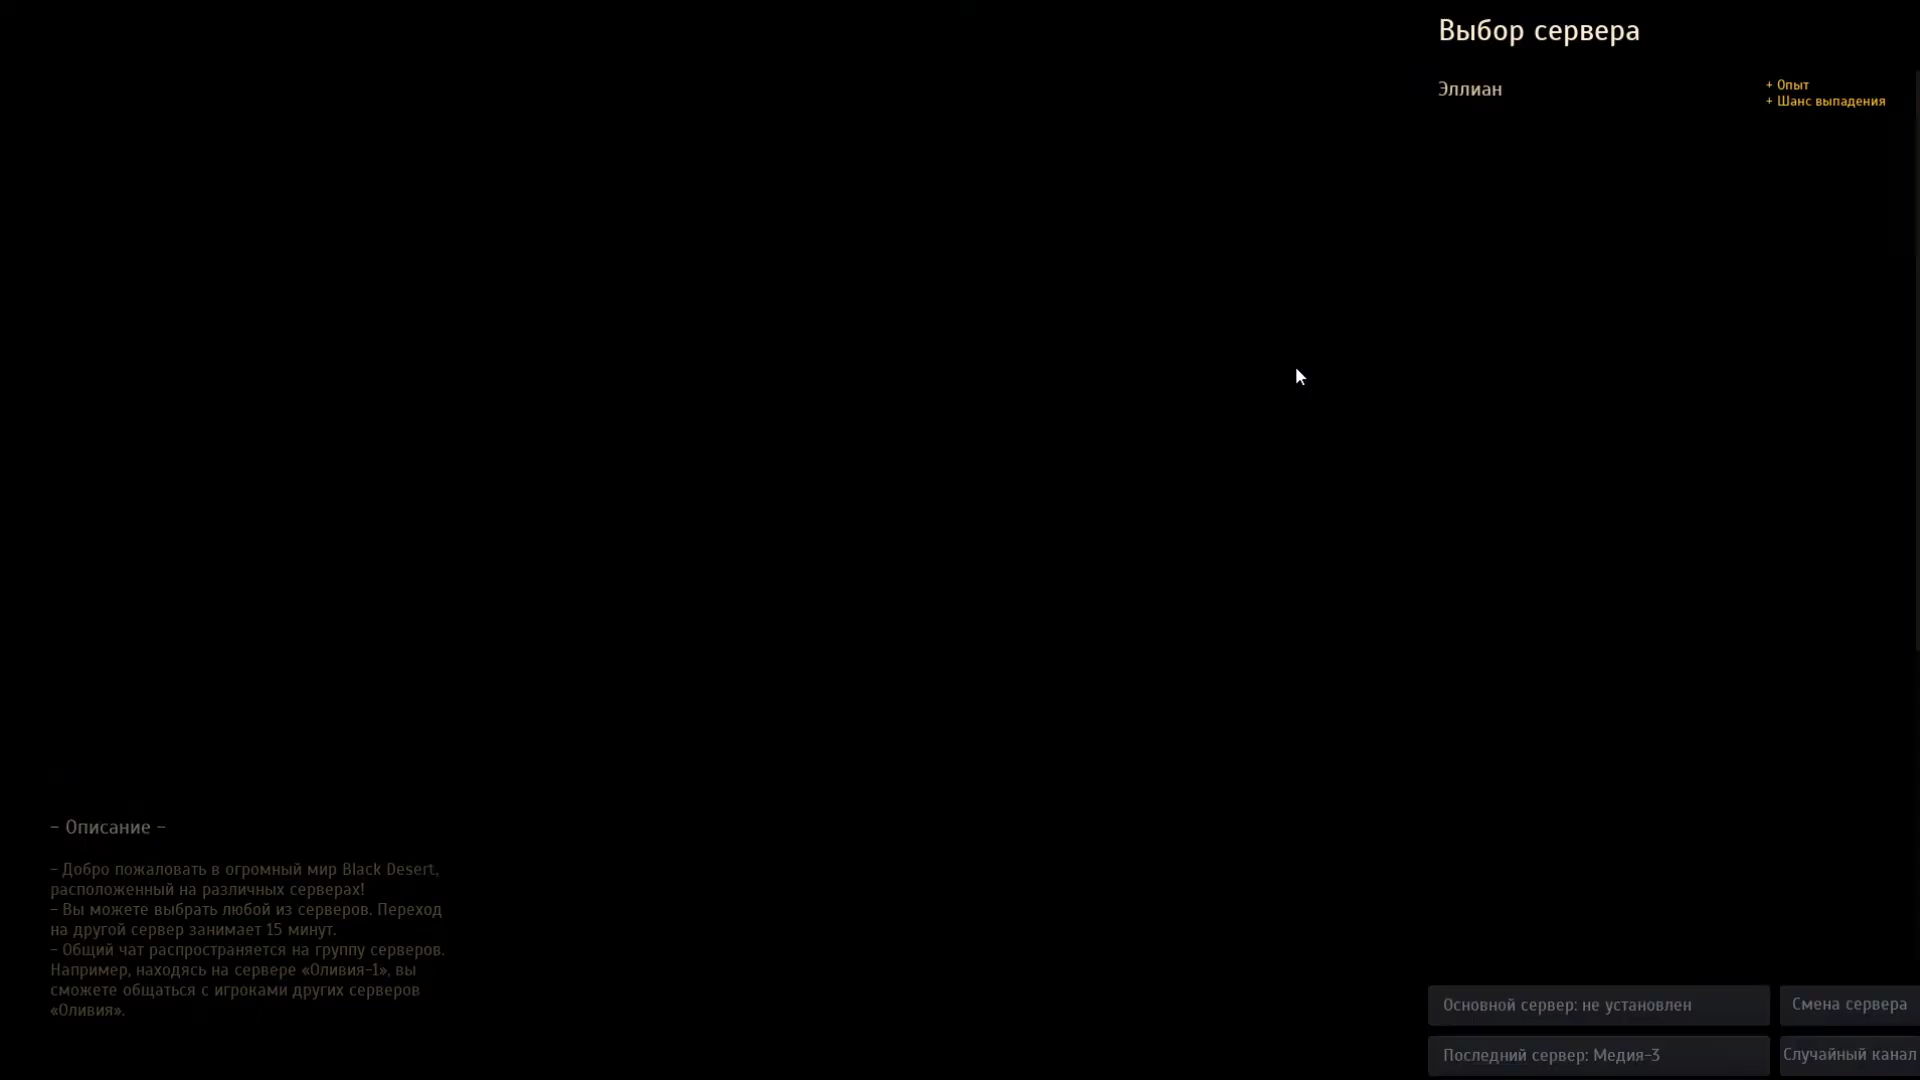 Выбор сервера
Эллиан
+ Опыт
+ Шанс выпадения
- Описание -
- Добро пожаловать в огромный мир Black Desert,
расположенный на различных серверах!
- Вы можете выбрать любой из серверов. Переход
на другой сервер занимает 15 минут.
- Общий чат распространяется на группу серверов.
Например, находясь на сервере «Оливия-1», вы
сможете общаться с игроками других серверов
«Оливия».
Основной сервер: не установлен
Смена сервера
Последний сервер: Медия-3
Случайный канал